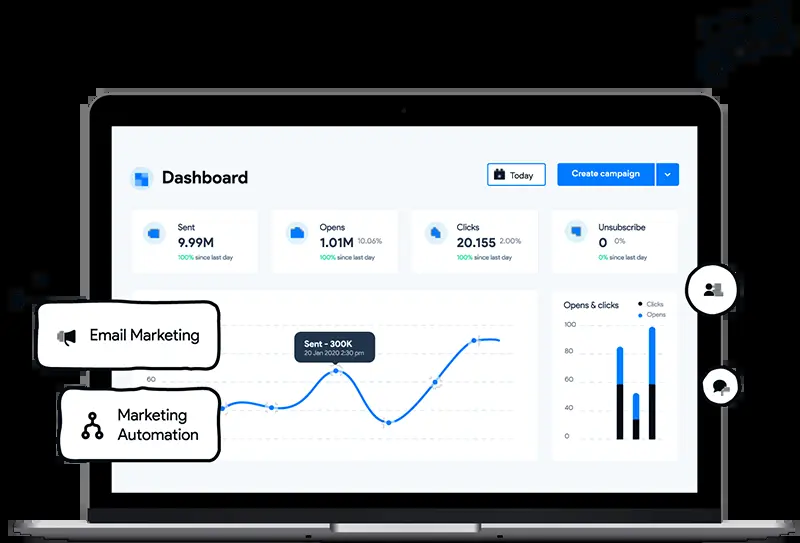 Dashboard
Today
Create campaign
Sent
9.99M
100% since last day
Opens
1.01M 10.06%
100% since last day
Clicks
20.155 2.00%
100% since last day
Unsubscribe
0 0%
0% since last day
Email Marketing
Marketing
Automation
60
Sent - 300K
20 Jan 2020 2:30 pm
Opens & clicks
Clicks
Opens
100
80
60
40
0